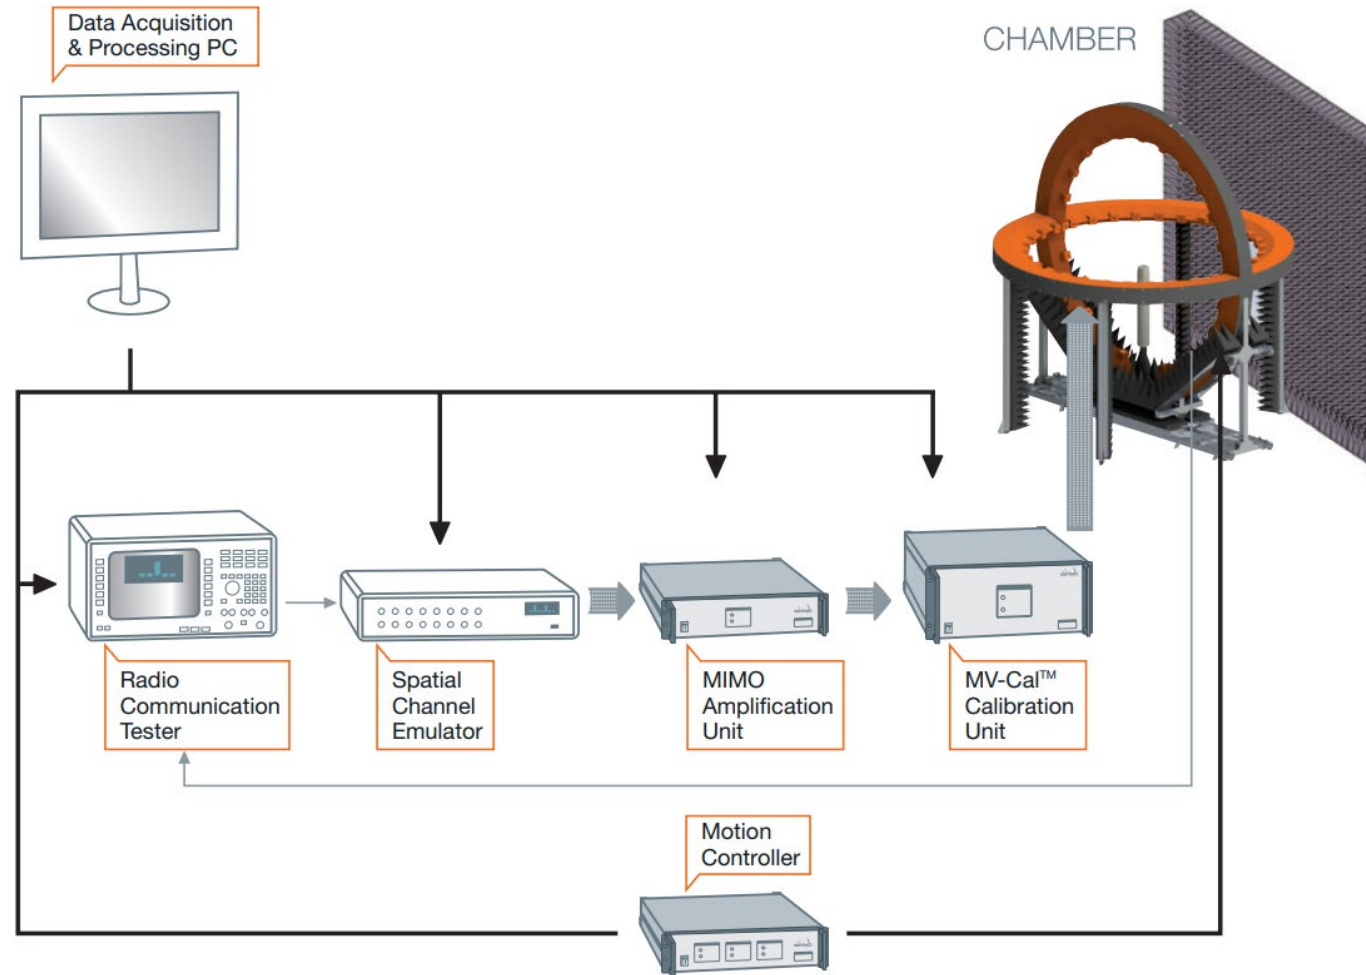 Data Acquisition
& Processing PC
CHAMBER
Radio
Communication
Tester
Spatial
Channel
Emulator
MIMO
Amplification
Unit
MV-Cal™
Calibration
Unit
Motion
Controller